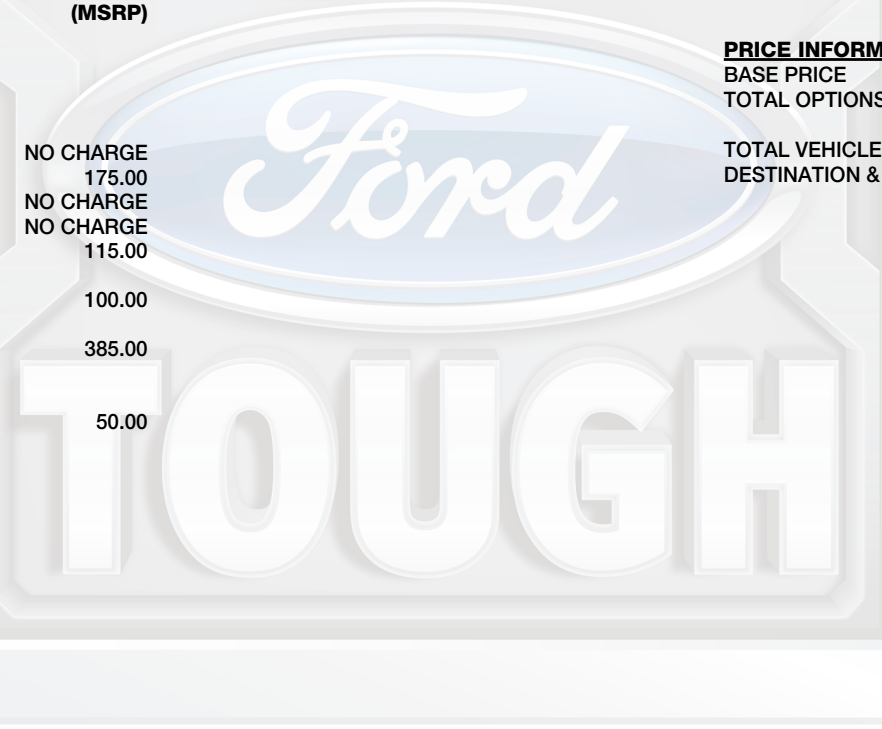 (MSRP)
NO CHARGE
175.00
NO CHARGE
NO CHARGE
115.00
100.00
385.00
50.00
PRICE INFORM
BASE PRICE
TOTAL OPTIONS
TOTAL VEHICLE
DESTINATION &
Ford
TOUGH